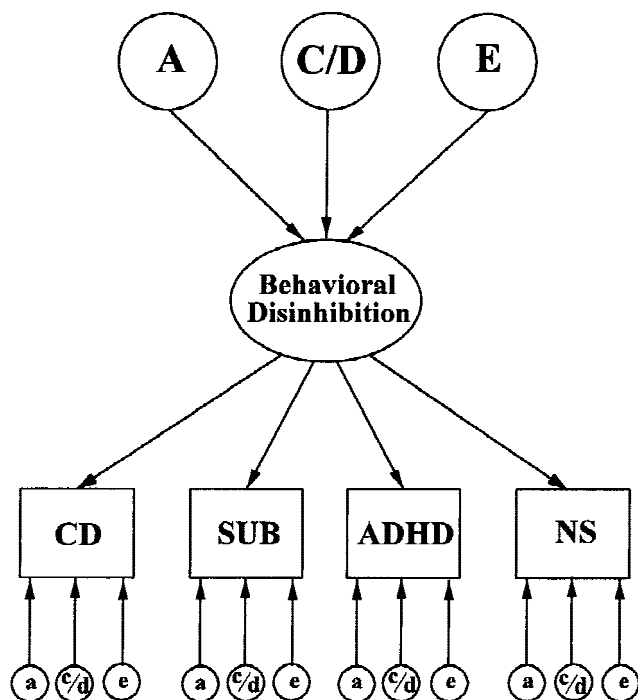 A C/D E
Behavioral
Disinhibition
CD SUB ADHD NS
a c/d e a c/d e a c/d e a c/d e